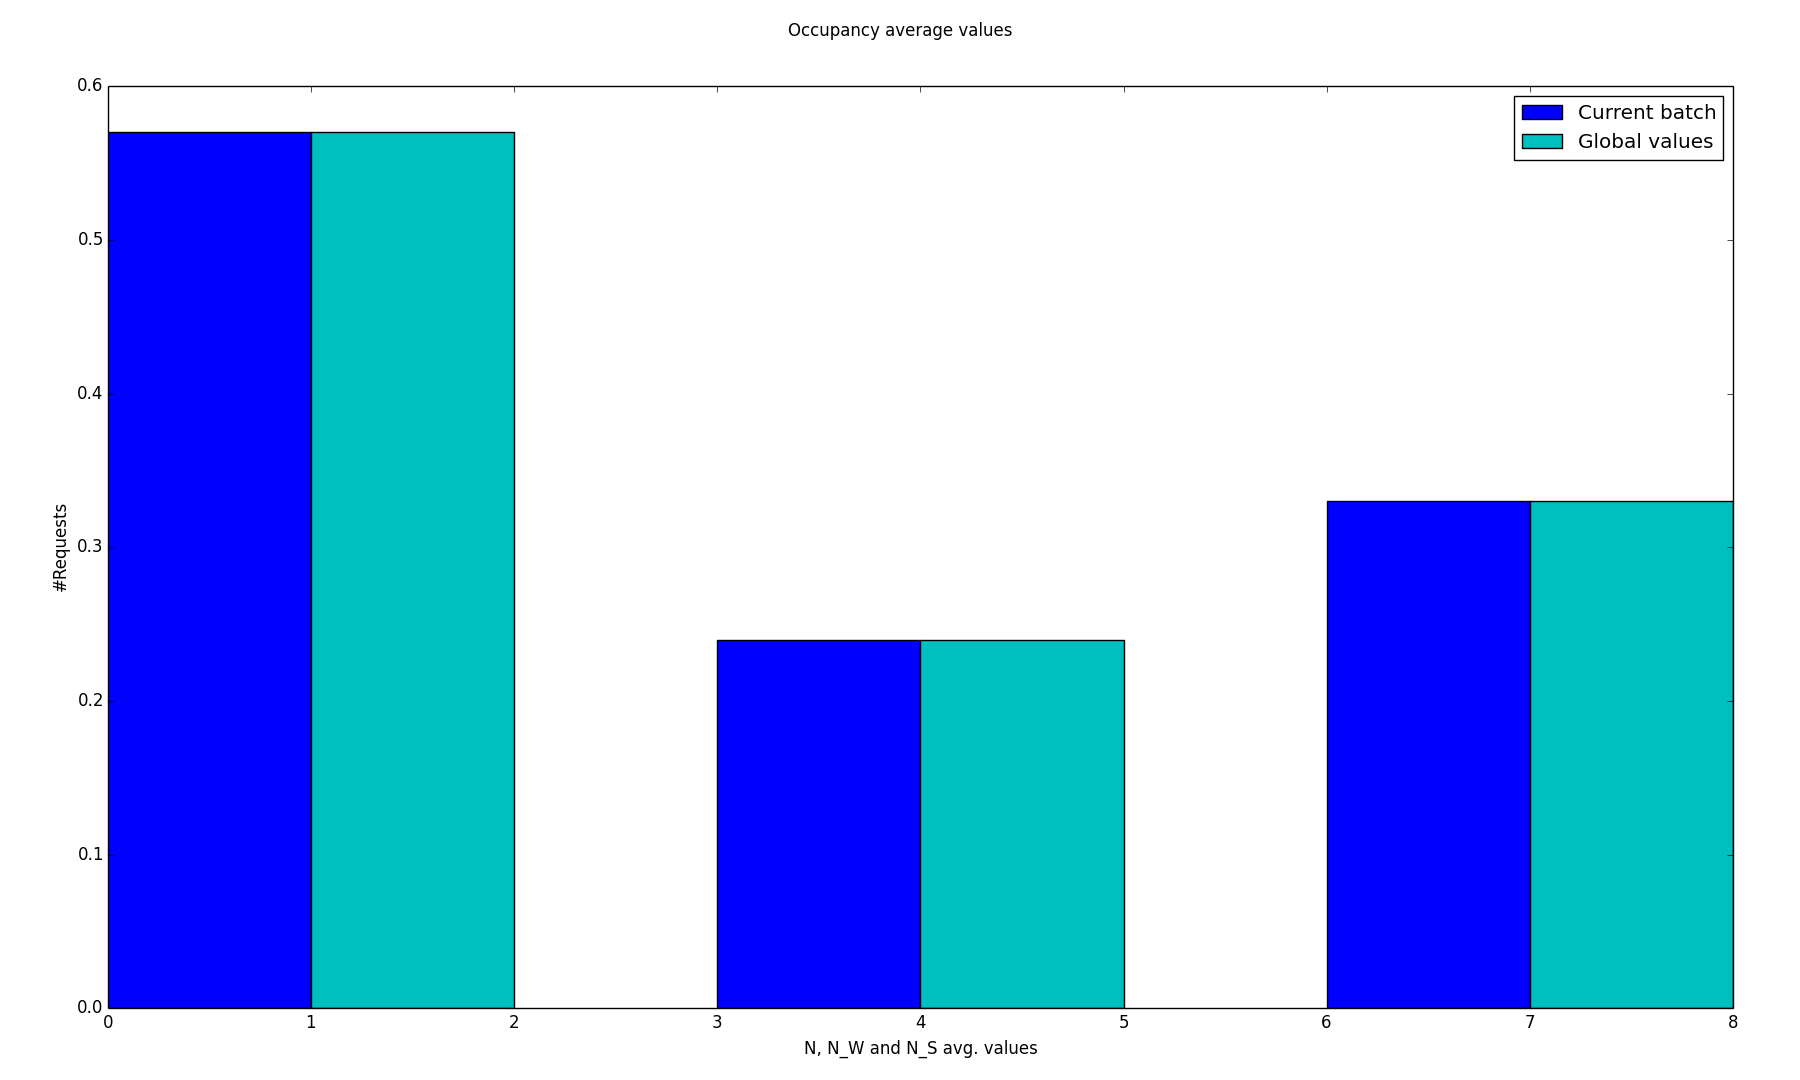 Occupancy average values
0.6
0.5
0.4
0.3
0.2
0.1
0.0
#Requests
Current batch
Global values
0 1 2 3 4 5 6 7 8
N, N_W and N_S avg. values